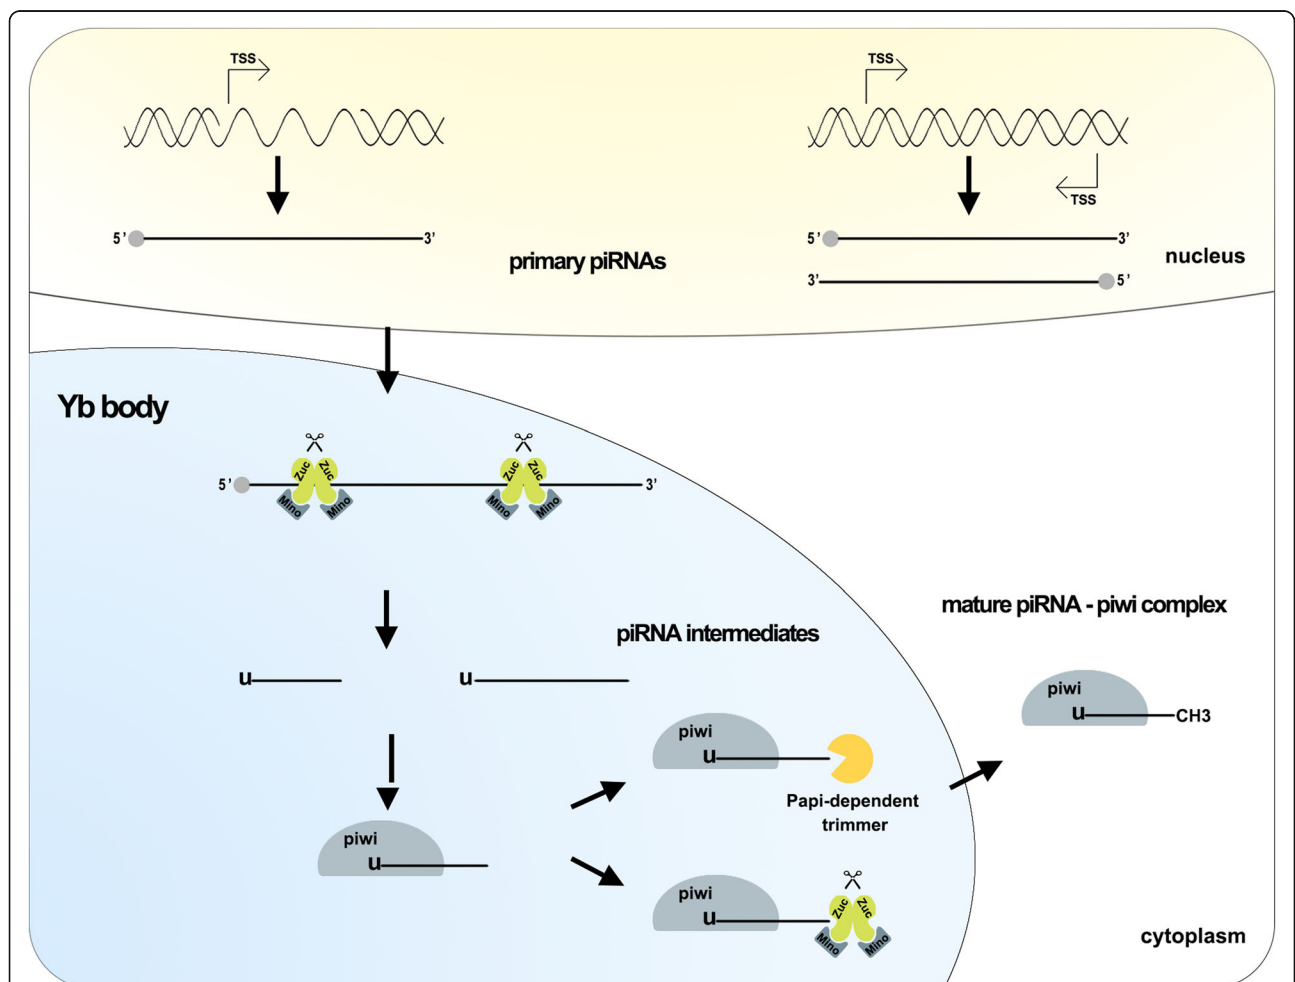 TSS
TSS
TSS
5’ 3’
5’ 3’
3’ 5’
primary piRNAs
nucleus
Yb body
Zuc Zuc
Zuc Zuc
5’ 3’
Mino Mino
Mino Mino
piRNA intermediates
mature piRNA - piwi complex
u
u
piwi
u
piwi
u
Papi-dependent
trimmer
piwi
u
Zuc Zuc
Mino Mino
piwi
u CH3
cytoplasm